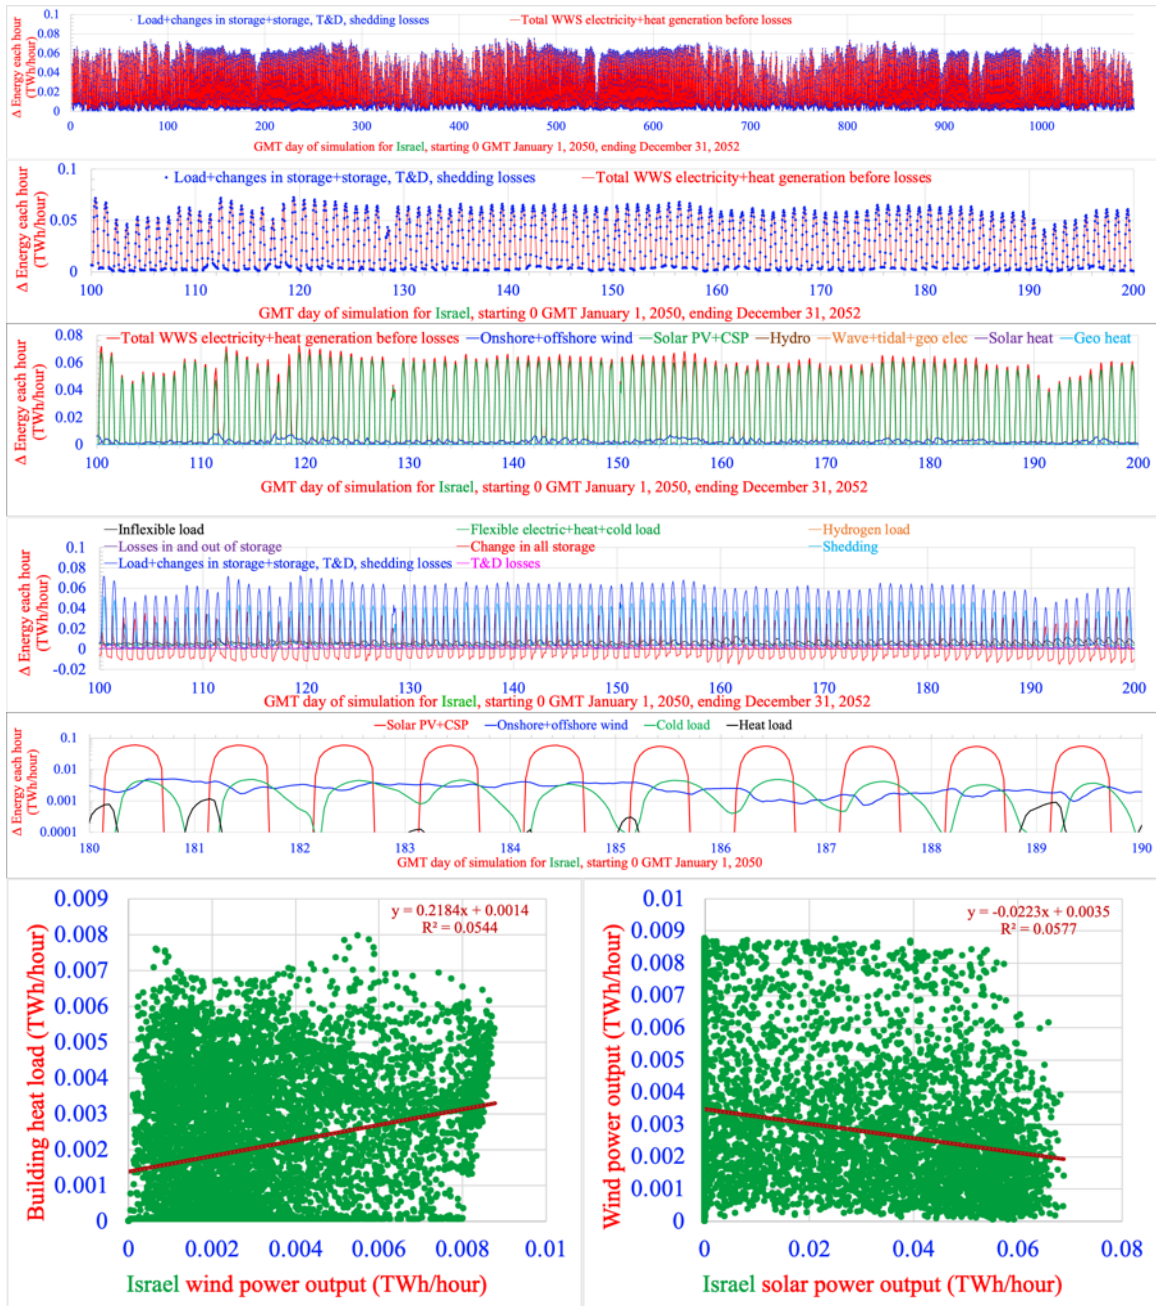 Load+changes in storage+storage, T&D, shedding losses
Total WWS electricity+heat generation before losses
Δ Energy each hour
(TWh/hour)
0.1
0.08
0.06
0.04
0.02
0
0 100 200 300 400 500 600 700 800 900 1000
GMT day of simulation for Israel, starting 0 GMT January 1, 2050, ending December 31, 2052
Load+changes in storage+storage, T&D, shedding losses
Total WWS electricity+heat generation before losses
Δ Energy each hour
(TWh/hour)
0.1
0.05
0
100 110 120 130 140 150 160 170 180 190 200
GMT day of simulation for Israel, starting 0 GMT January 1, 2050, ending December 31, 2052
Total WWS electricity+heat generation before losses Onshore+offshore wind Solar PV+CSP Hydro Wave+tidal+geo elec Solar heat Geo heat
Δ Energy each hour
(TWh/hour)
0.08
0.06
0.04
0.02
0
100 110 120 130 140 150 160 170 180 190 200
GMT day of simulation for Israel, starting 0 GMT January 1, 2050, ending December 31, 2052
Inflexible load Flexible electric+heat+cold load Hydrogen load
Losses in and out of storage Change in all storage Shedding
Load+changes in storage+storage, T&D, shedding losses T&D losses
Δ Energy each hour
(TWh/hour)
0.1
0.08
0.06
0.04
0.02
0
-0.02
100 110 120 130 140 150 160 170 180 190 200
GMT day of simulation for Israel, starting 0 GMT January 1, 2050, ending December 31, 2052
Solar PV+CSP Onshore+offshore wind Cold load Heat load
Δ Energy each hour
(TWh/hour)
0.1
0.01
0.001
0.0001
180 181 182 183 184 185 186 187 188 189 190
GMT day of simulation for Israel, starting 0 GMT January 1, 2050
Building heat load (TWh/hour)
0.009
0.008
0.007
0.006
0.005
0.004
0.003
0.002
0.001
0
y = 0.2184x + 0.0014
R² = 0.0544
0 0.002 0.004 0.006 0.008 0.01
Israel wind power output (TWh/hour)
Wind power output (TWh/hour)
0.01
0.009
0.008
0.007
0.006
0.005
0.004
0.003
0.002
0.001
0
y = -0.0223x + 0.0035
R² = 0.0577
0 0.02 0.04 0.06 0.08
Israel solar power output (TWh/hour)